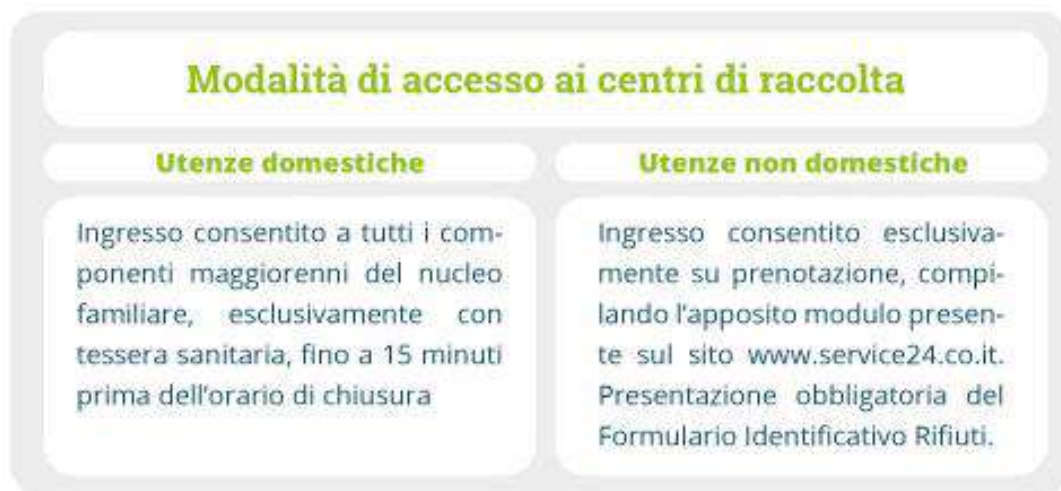 Modalità di accesso ai centri di raccolta
Utenze domestiche
Ingresso consentito a tutti i com-
ponenti maggiorenni del nucleo
familiare, esclusivamente con
tessera sanitaria, fino a 15 minuti
prima dell'orario di chiusura
Utenze non domestiche
Ingresso consentito esclusiva-
mente su prenotazione, compi-
lando l'apposito modulo presen-
te sul sito www.service24.co.it.
Presentazione obbligatoria del
Formulario Identificativo Rifiuti.